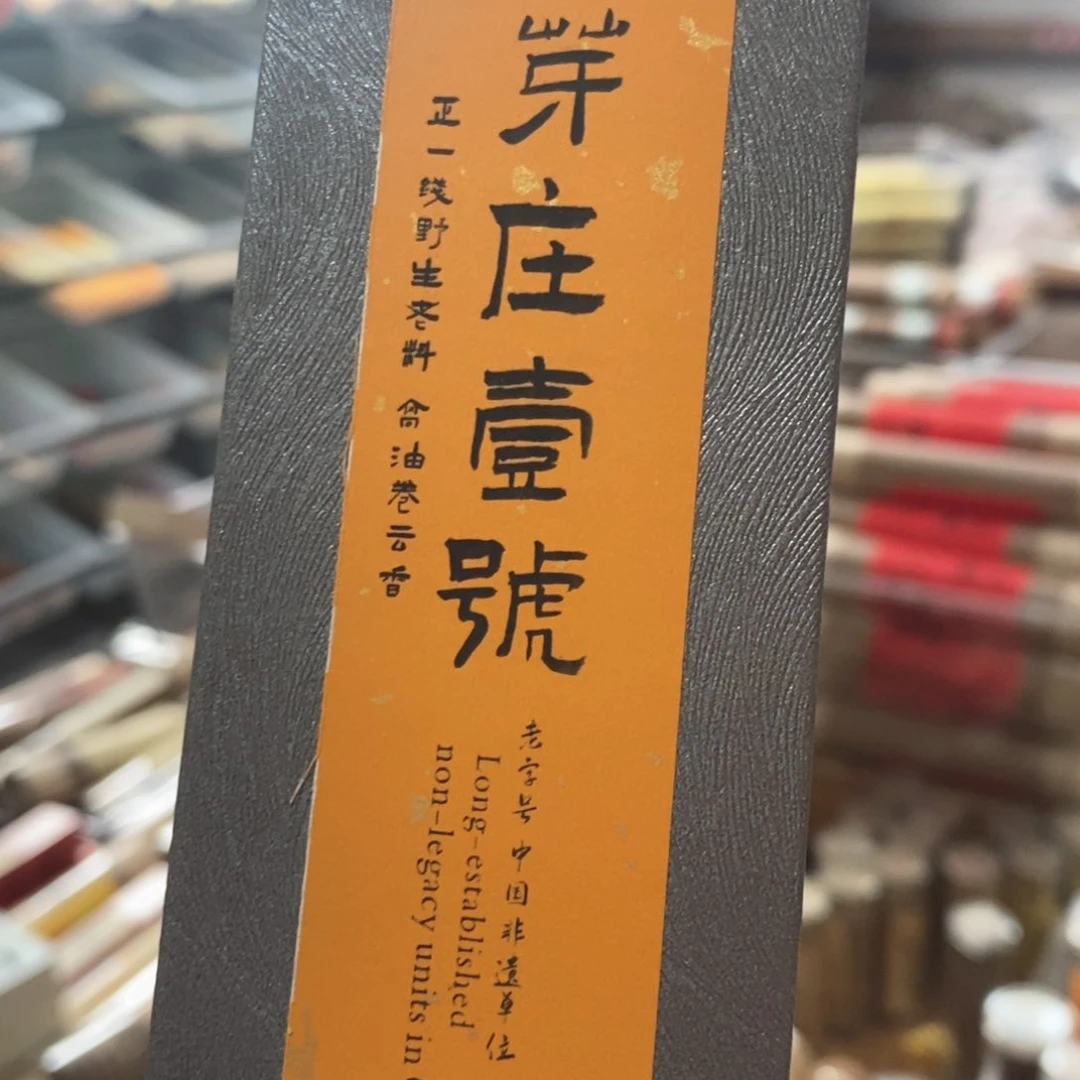 芽庄壹號
正一线野生老料 奇油卷云香
老字号中国非遗单位
Long-established
non-legacy units in